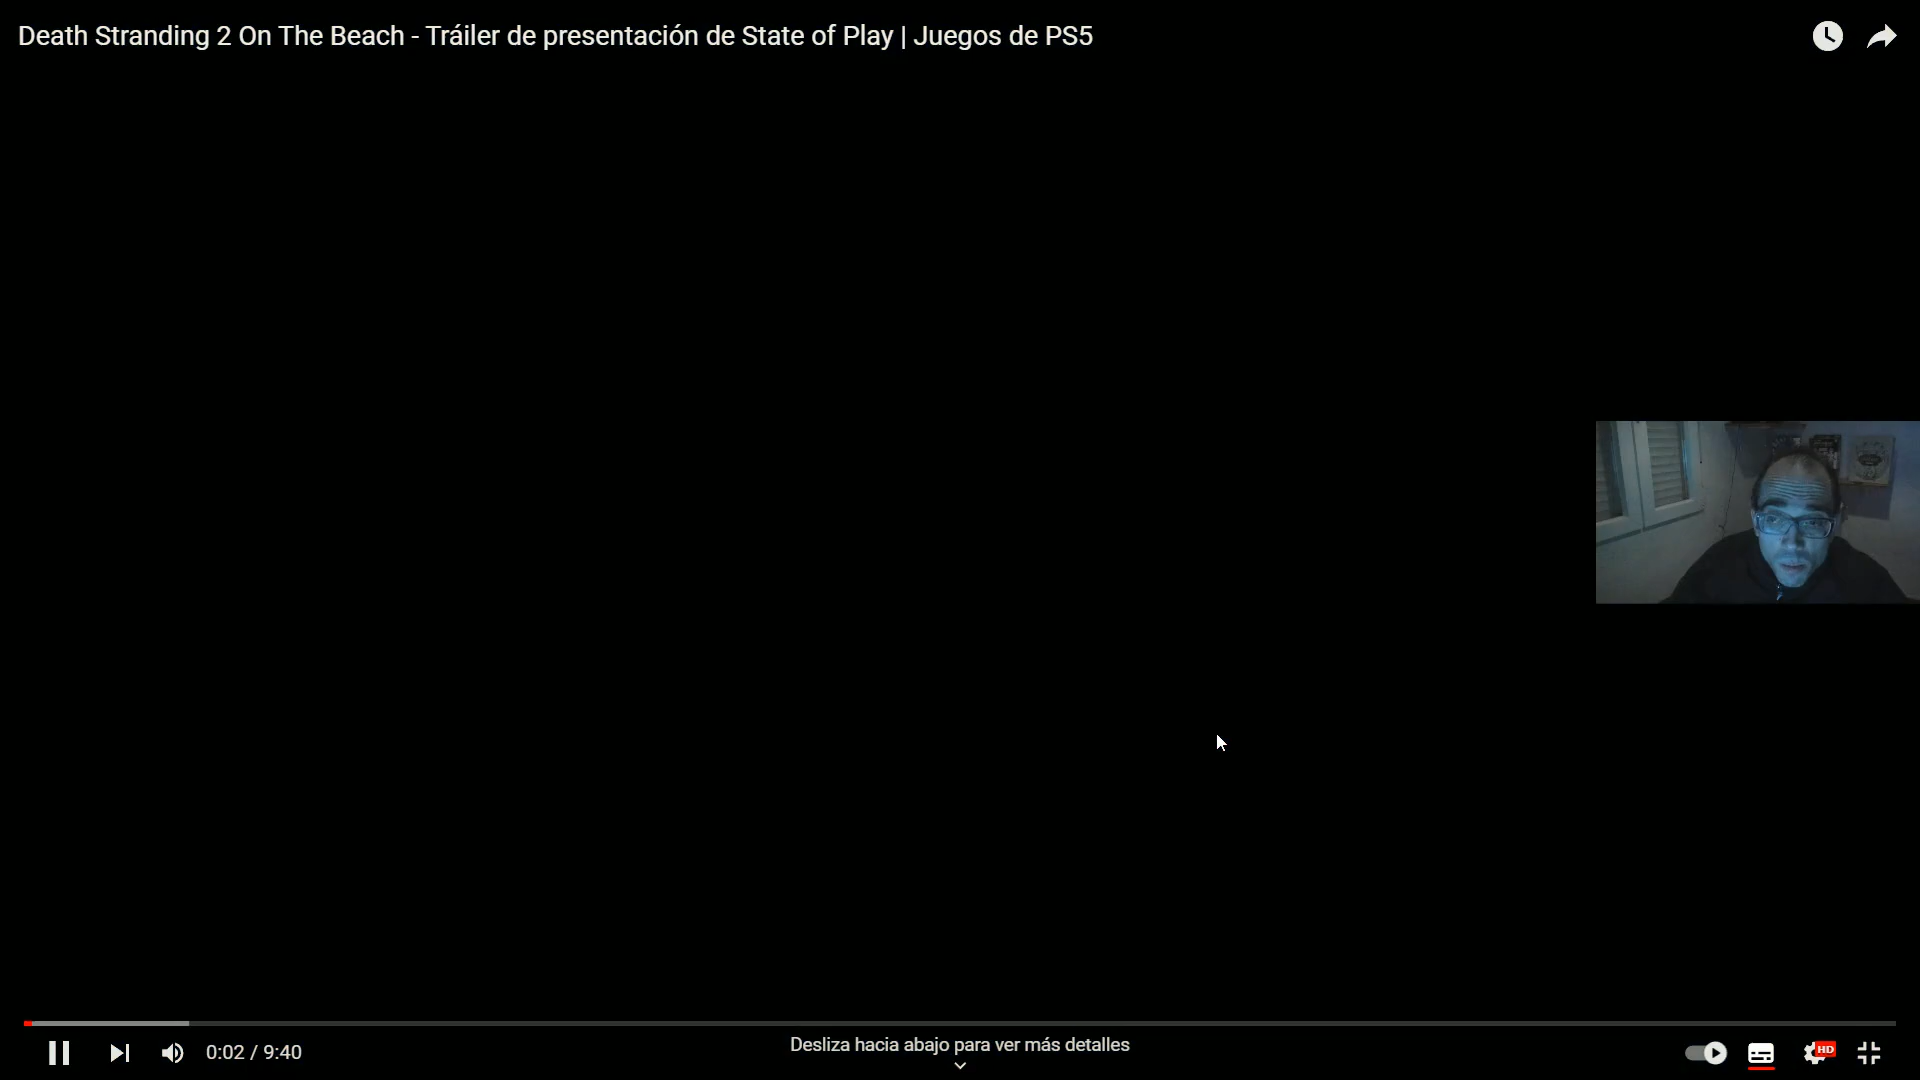 Death Stranding 2 On The Beach - Tráiler de presentación de State of Play | Juegos de PS5
0:02 / 9:40
Desliza hacia abajo para ver más detalles
HD